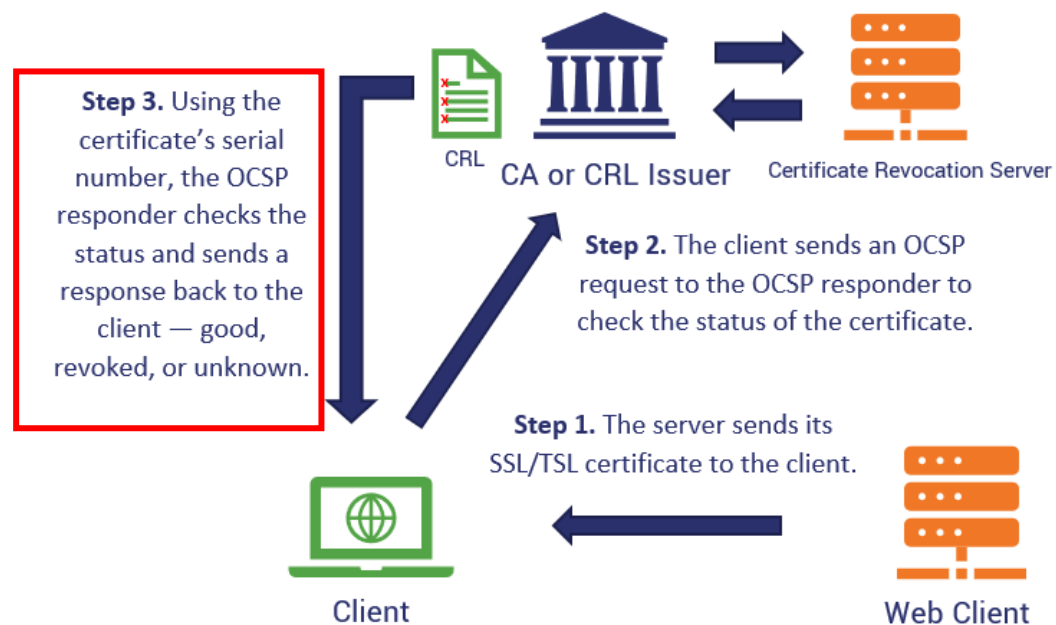 Step 3. Using the
certificate’s serial
number, the OCSP
responder checks the
status and sends a
response back to the
client — good,
revoked, or unknown.
CRL
CA or CRL Issuer
Certificate Revocation Server
Step 2. The client sends an OCSP
request to the OCSP responder to
check the status of the certificate.
Step 1. The server sends its
SSL/TSL certificate to the client.
Client
Web Client